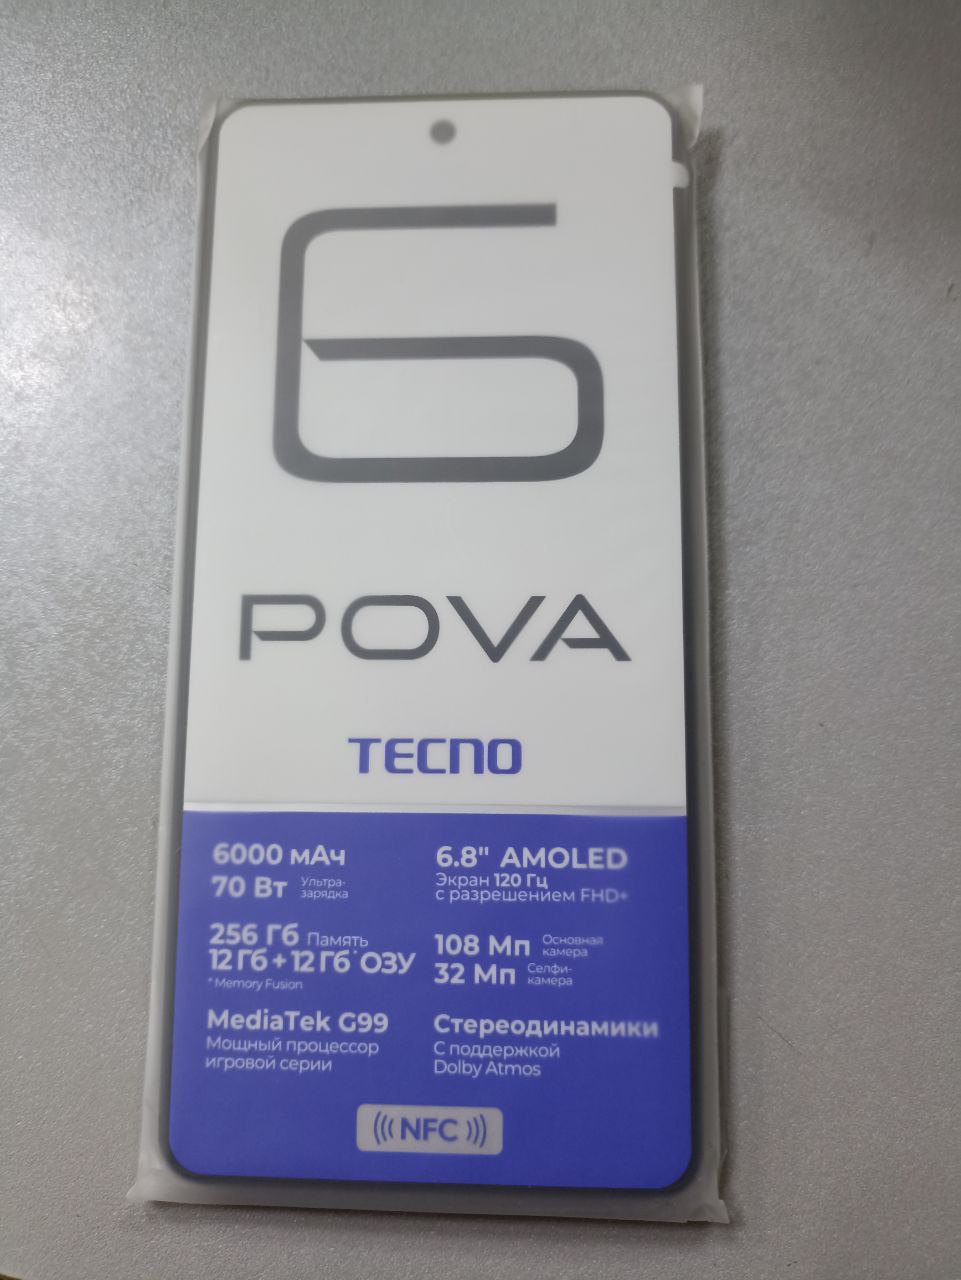 6
POVA
TECNO
6000 мАч
70 Вт Ультра-
зарядка
6.8" AMOLED
Экран 120 Гц
с разрешением FHD+
256 Гб Память
12 Гб + 12 Гб* ОЗУ
* Memory Fusion
108 Мп Основная
камера
32 Мп Селфи-
камера
MediaTek G99
Мощный процессор
игровой серии
Стереодинамики
С поддержкой
Dolby Atmos
NFC